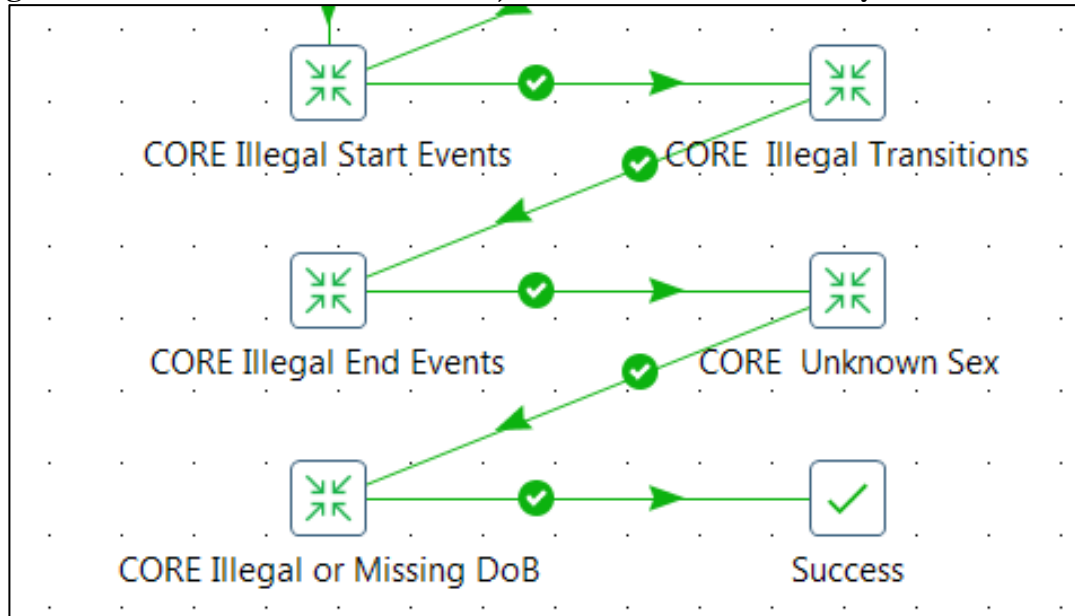 CORE Illegal Start Events
CORE  Illegal Transitions
CORE Illegal End Events
CORE  Unknown Sex
CORE Illegal or Missing DoB
Success